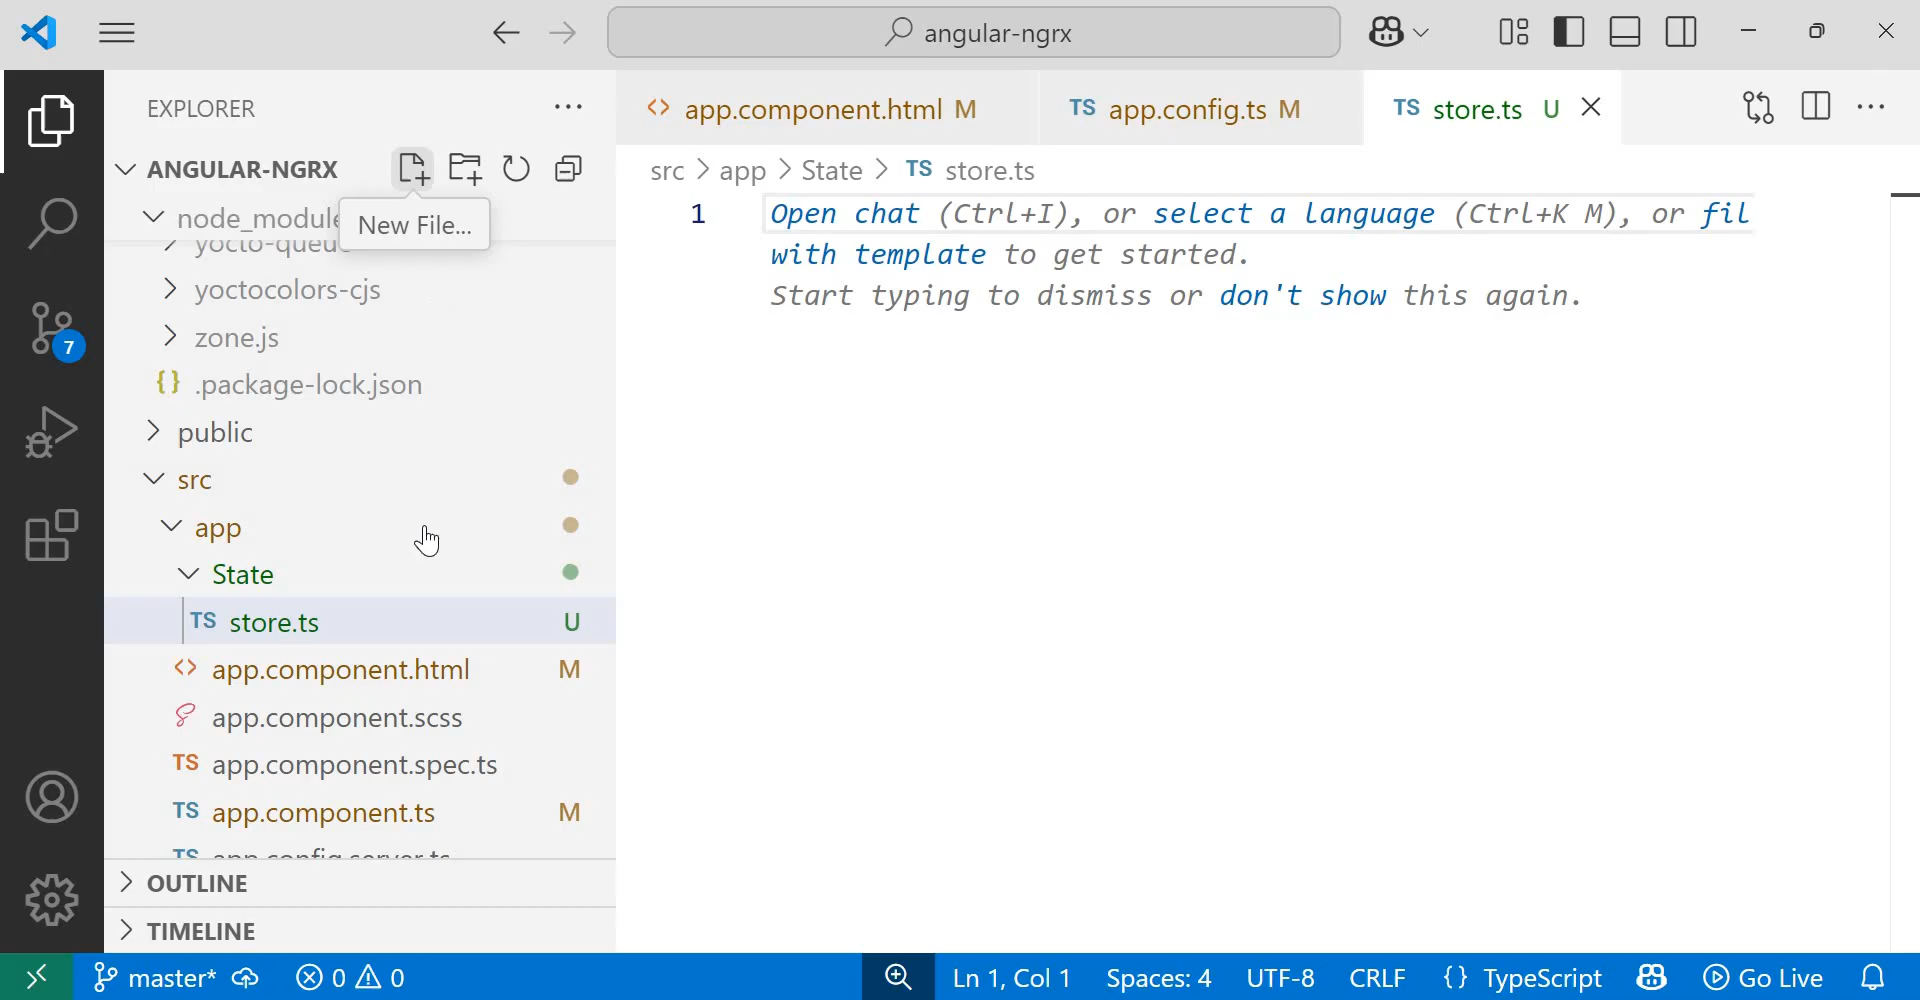 angular-ngrx
EXPLORER
ANGULAR-NGRX
New File...
yoctocolors-cjs
zone.js
{} .package-lock.json
public
src
app
State
TS store.ts U
<> app.component.html M
app.component.scss
TS app.component.spec.ts
TS app.component.ts M
OUTLINE
TIMELINE
<> app.component.html M
TS app.config.ts M
TS store.ts U
src > app > State > TS store.ts
1 Open chat (Ctrl+I), or select a language (Ctrl+K M), or fil
with template to get started.
Start typing to dismiss or don't show this again.
7
master* 0 0
Ln 1, Col 1 Spaces: 4 UTF-8 CRLF {} TypeScript Go Live